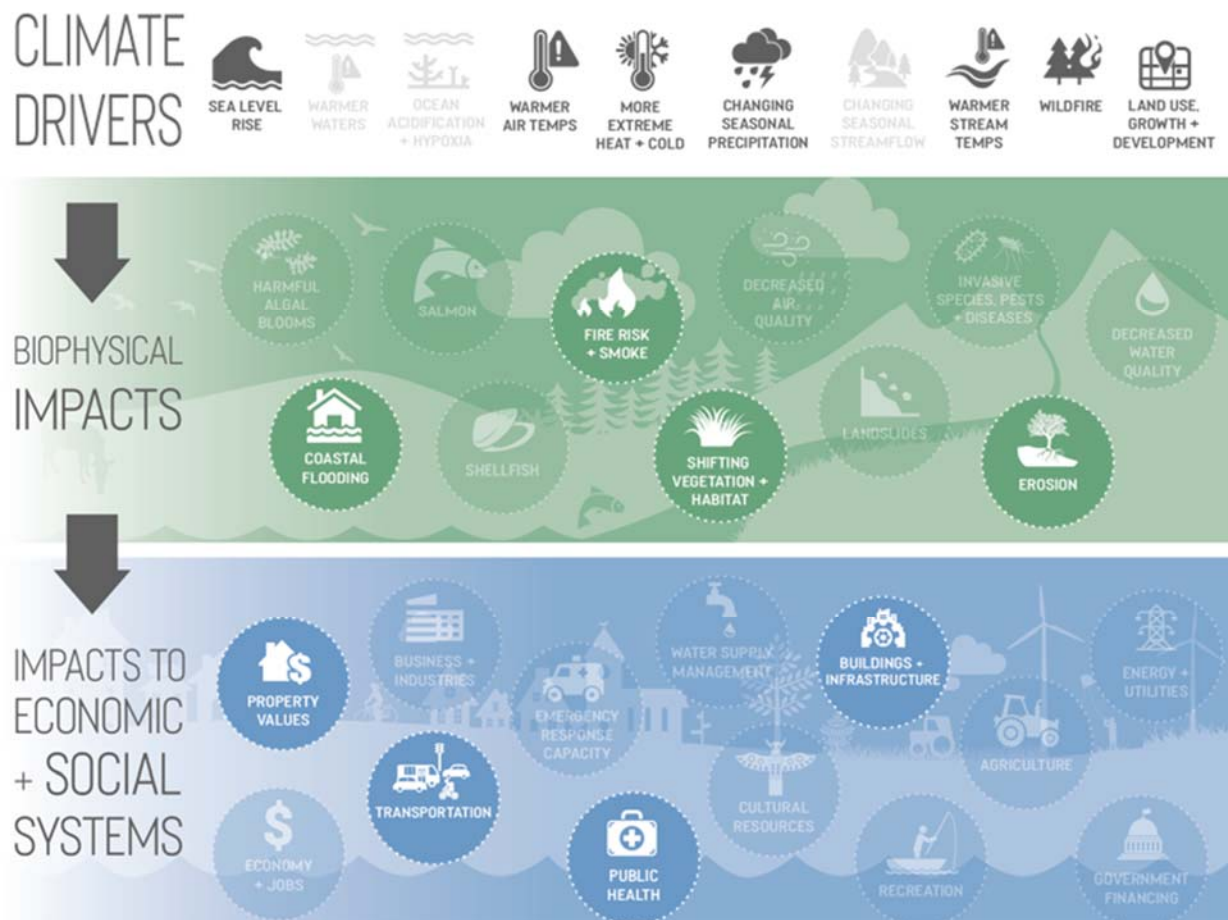 CLIMATE
DRIVERS
SEA LEVEL
RISE
WARMER
WATERS
OCEAN
ACIDIFICATION
+ HYPOXIA
WARMER
AIR TEMPS
MORE
EXTREME
HEAT + COLD
CHANGING
SEASONAL
PRECIPITATION
CHANGING
SEASONAL
STREAMFLOW
WARMER
STREAM
TEMPS
WILDFIRE
LAND USE,
GROWTH +
DEVELOPMENT
BIOPHYSICAL
IMPACTS
HARMFUL
ALGAL
BLOOMS
SALMON
FIRE RISK
+ SMOKE
DECREASED
AIR
QUALITY
INVASIVE
SPECIES, PESTS
+ DISEASES
DECREASED
WATER
QUALITY
COASTAL
FLOODING
SHELLFISH
SHIFTING
VEGETATION +
HABITAT
LANDSLIDES
EROSION
IMPACTS TO
ECONOMIC
+ SOCIAL
SYSTEMS
PROPERTY
VALUES
BUSINESS +
INDUSTRIES
EMERGENCY
RESPONSE
CAPACITY
WATER SUPPLY
MANAGEMENT
BUILDINGS +
INFRASTRUCTURE
ENERGY +
UTILITIES
$
ECONOMY
+ JOBS
TRANSPORTATION
PUBLIC
HEALTH
CULTURAL
RESOURCES
AGRICULTURE
RECREATION
GOVERNMENT
FINANCING